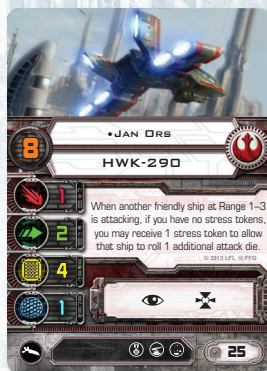 •Jan Ors
8
HWK-290
1
When another friendly ship at Range 1–3
is attacking, if you have no stress tokens,
2
you may receive 1 stress token to allow
that ship to roll 1 additional attack die.
© 2013 LFL © FFG
4
1
25